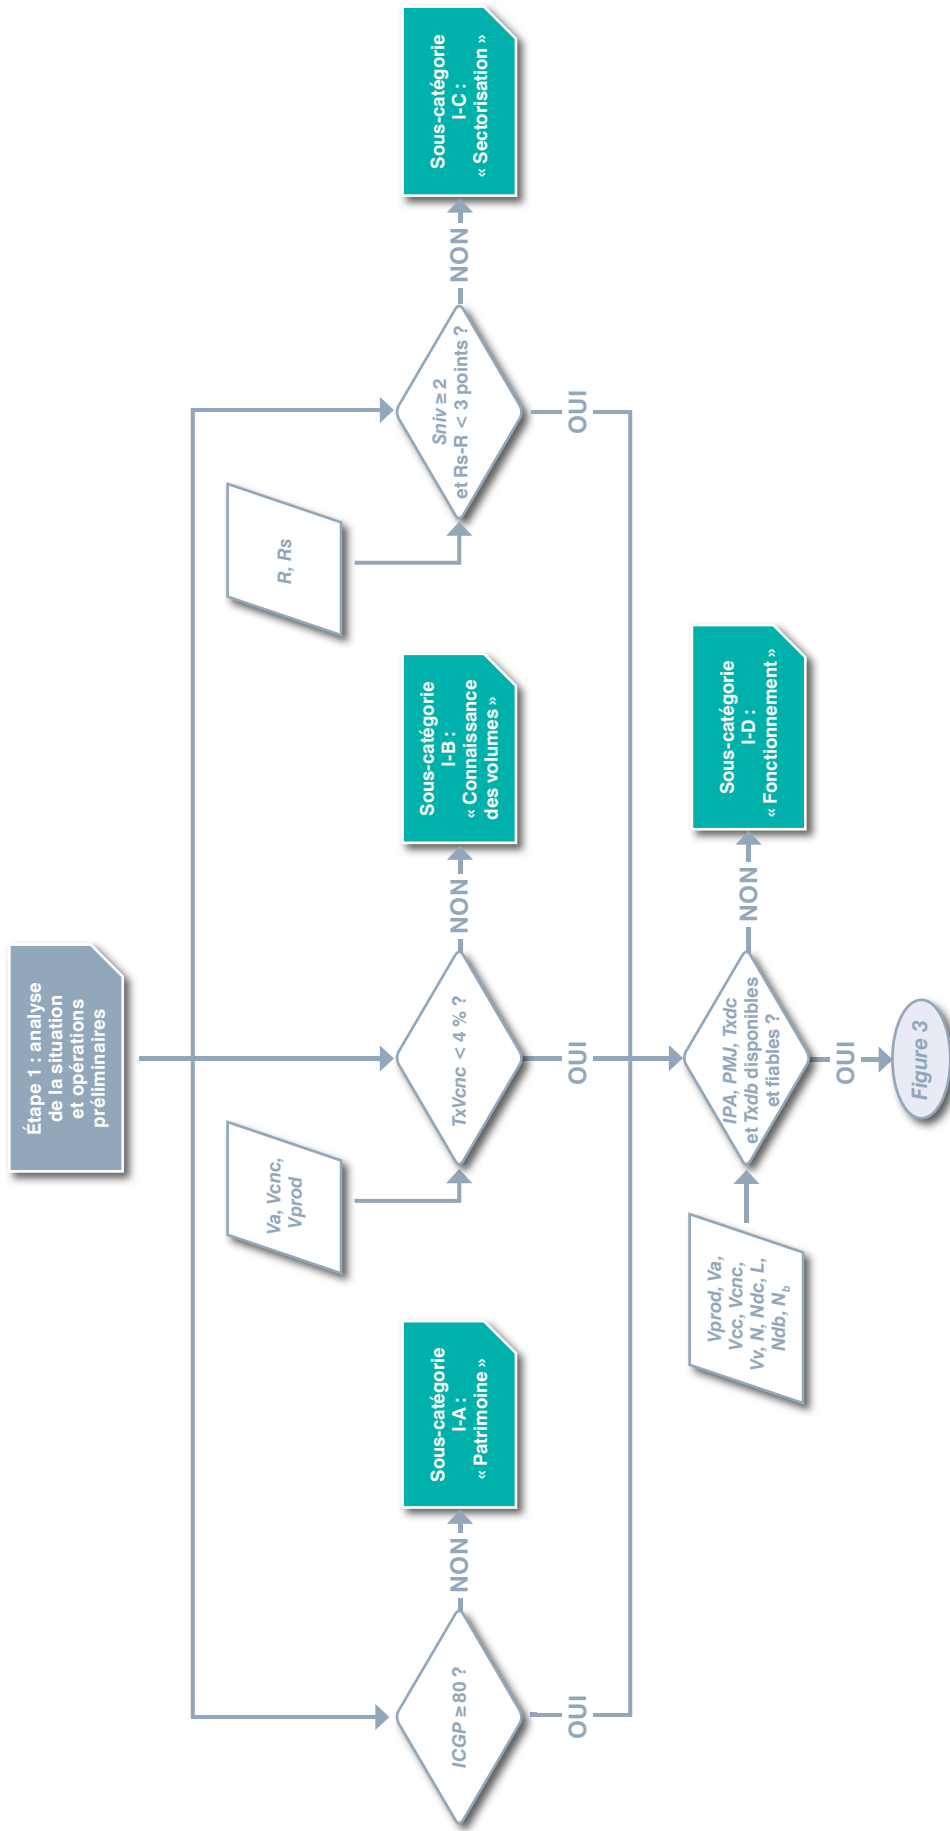 Étape 1 : analyse
de la situation
et opérations
préliminaires
Va, Vcnc,
Vprod
R, Rs
ICGP ≥ 80 ?
NON
Sous-catégorie
I-A :
« Patrimoine »
TxVcnc < 4 % ?
NON
Sous-catégorie
I-B :
« Connaissance
des volumes »
Sniv ≥ 2
et Rs-R < 3 points ?
NON
Sous-catégorie
I-C :
« Sectorisation »
OUI
OUI
OUI
Vprod, Va,
Vcc, Vcnc,
Vv, N, Ndc, L,
Ndb, Nb
IPA, PMJ, Txdc
et Txdb disponibles
et fiables ?
NON
Sous-catégorie
I-D :
« Fonctionnement »
OUI
Figure 3